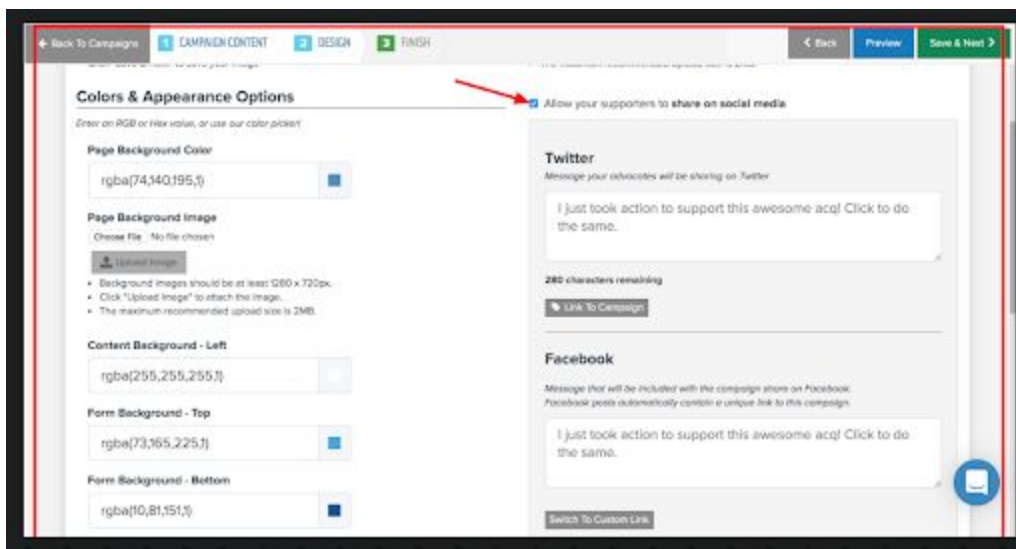 Back To Campaigns
1 CAMPAIGN CONTENT
2 DESIGN
3 FINISH
Back
Preview
Save & Next
Colors & Appearance Options
Enter an RGB or Hex value, or use our color picker!
Page Background Color
rgba(74,140,195,1)
Page Background Image
Choose File No file chosen
Upload Image
Background images should be at least 1280 x 720px.
Click "Upload Image" to attach the image.
The maximum recommended upload size is 2MB.
Content Background - Left
rgba(255,255,255,1)
Form Background - Top
rgba(73,165,225,1)
Form Background - Bottom
rgba(10,81,151,1)
Allow your supporters to share on social media
Twitter
Message your advocates will be sharing on Twitter
I just took action to support this awesome acq! Click to do
the same.
280 characters remaining
Link To Campaign
Facebook
Message that will be included with the campaign share on Facebook.
Facebook posts automatically contain a unique link to this campaign.
I just took action to support this awesome acq! Click to do
the same.
Switch To Custom Link